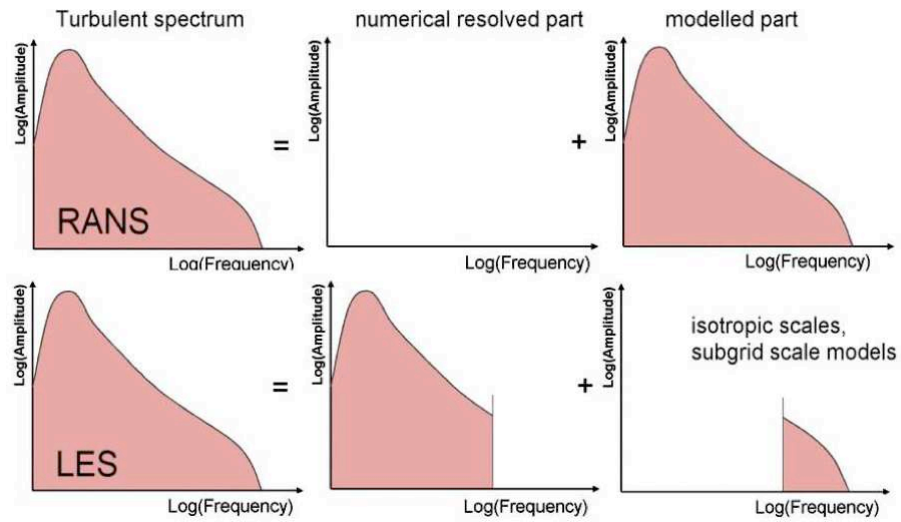 Turbulent spectrum
numerical resolved part
modelled part
Log(Amplitude)
RANS
Log(Frequency)
=
Log(Amplitude)
Log(Frequency)
+
Log(Amplitude)
Log(Frequency)
Log(Amplitude)
LES
Log(Frequency)
=
Log(Amplitude)
Log(Frequency)
+
Log(Amplitude)
isotropic scales,
subgrid scale models
Log(Frequency)